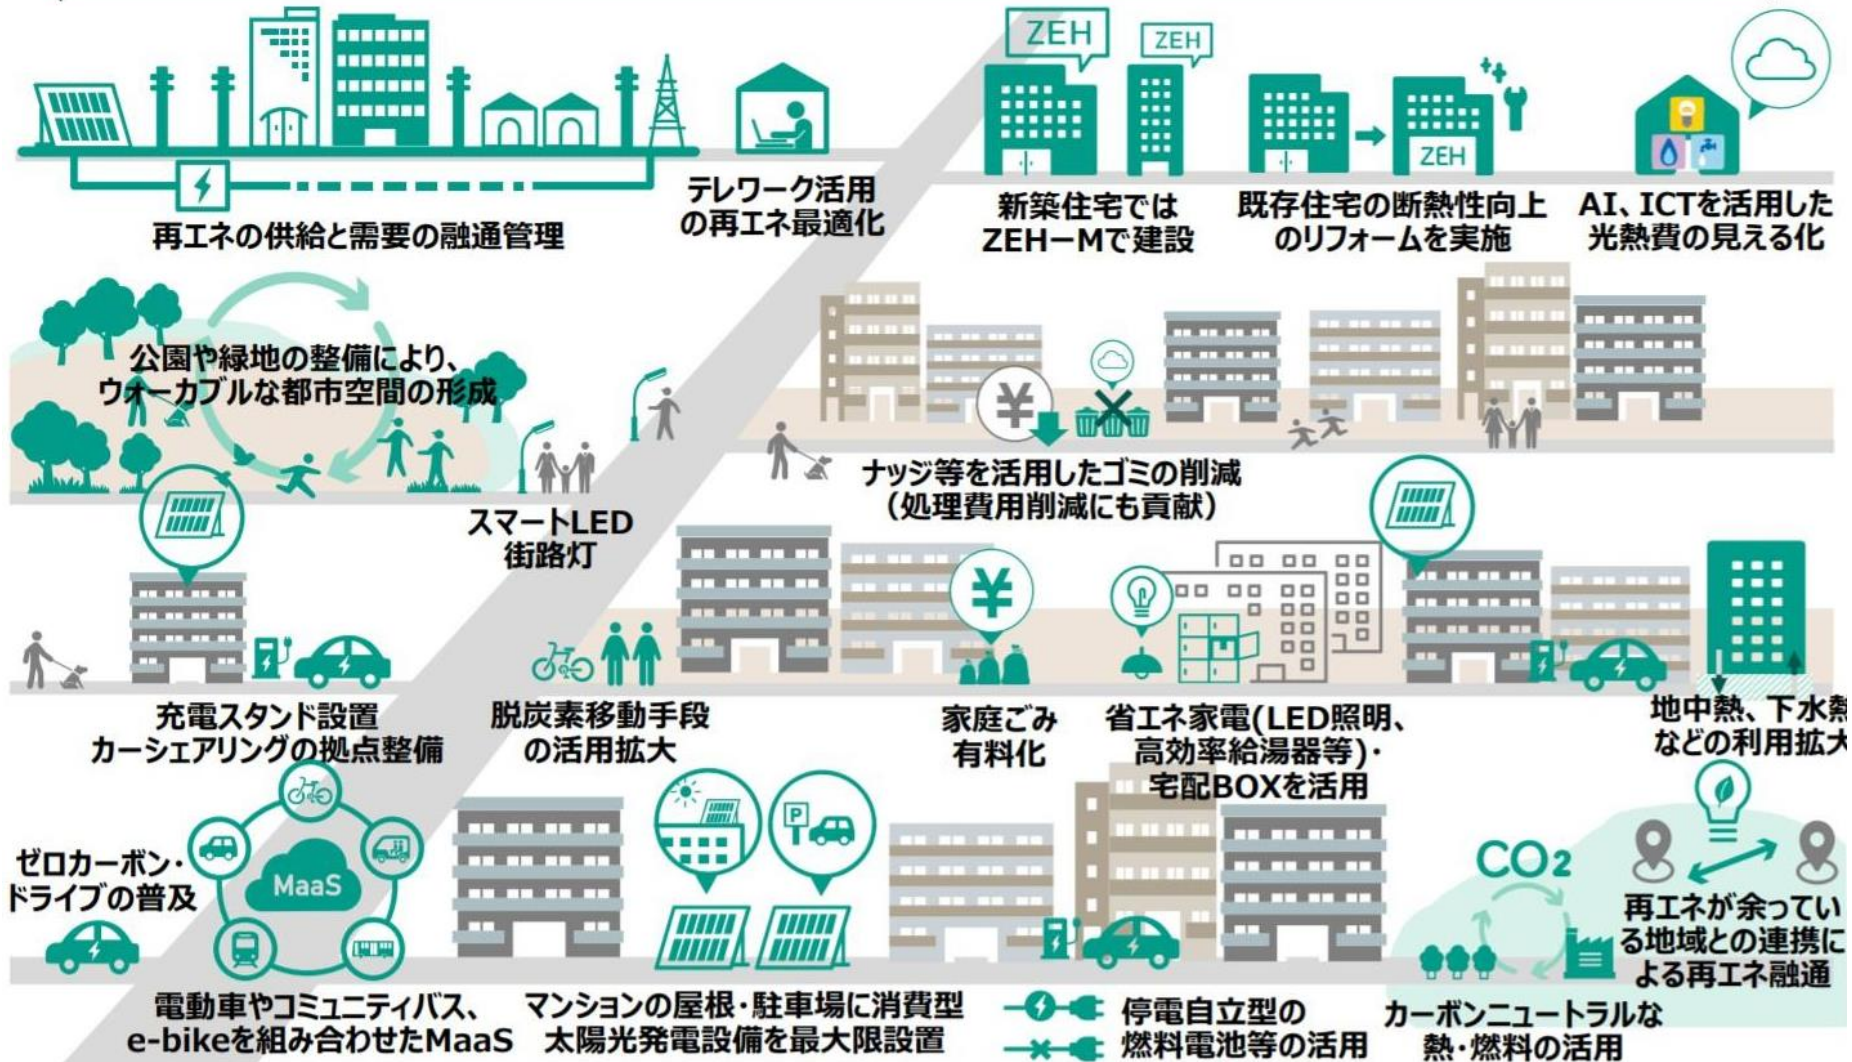 ZEH
ZEH
ZEH
再エネの供給と需要の融通管理
テレワーク活用
の再エネ最適化
新築住宅では
ZEHーMで建設
既存住宅の断熱性向上
のリフォームを実施
AI、ICTを活用した
光熱費の見える化
公園や緑地の整備により、
ウォーカブルな都市空間の形成
¥
ナッジ等を活用したゴミの削減
（処理費用削減にも貢献）
スマートLED
街路灯
¥
充電スタンド設置
カーシェアリングの拠点整備
脱炭素移動手段
の活用拡大
家庭ごみ
有料化
省エネ家電(LED照明、
高効率給湯器等)・
宅配BOXを活用
地中熱、下水熱
などの利用拡大
ゼロカーボン・
ドライブの普及
MaaS
P
CO2
再エネが余ってい
る地域との連携に
よる再エネ融通
電動車やコミュニティバス、
e-bikeを組み合わせたMaaS
マンションの屋根・駐車場に消費型
太陽光発電設備を最大限設置
停電自立型の
燃料電池等の活用
カーボンニュートラルな
熱・燃料の活用